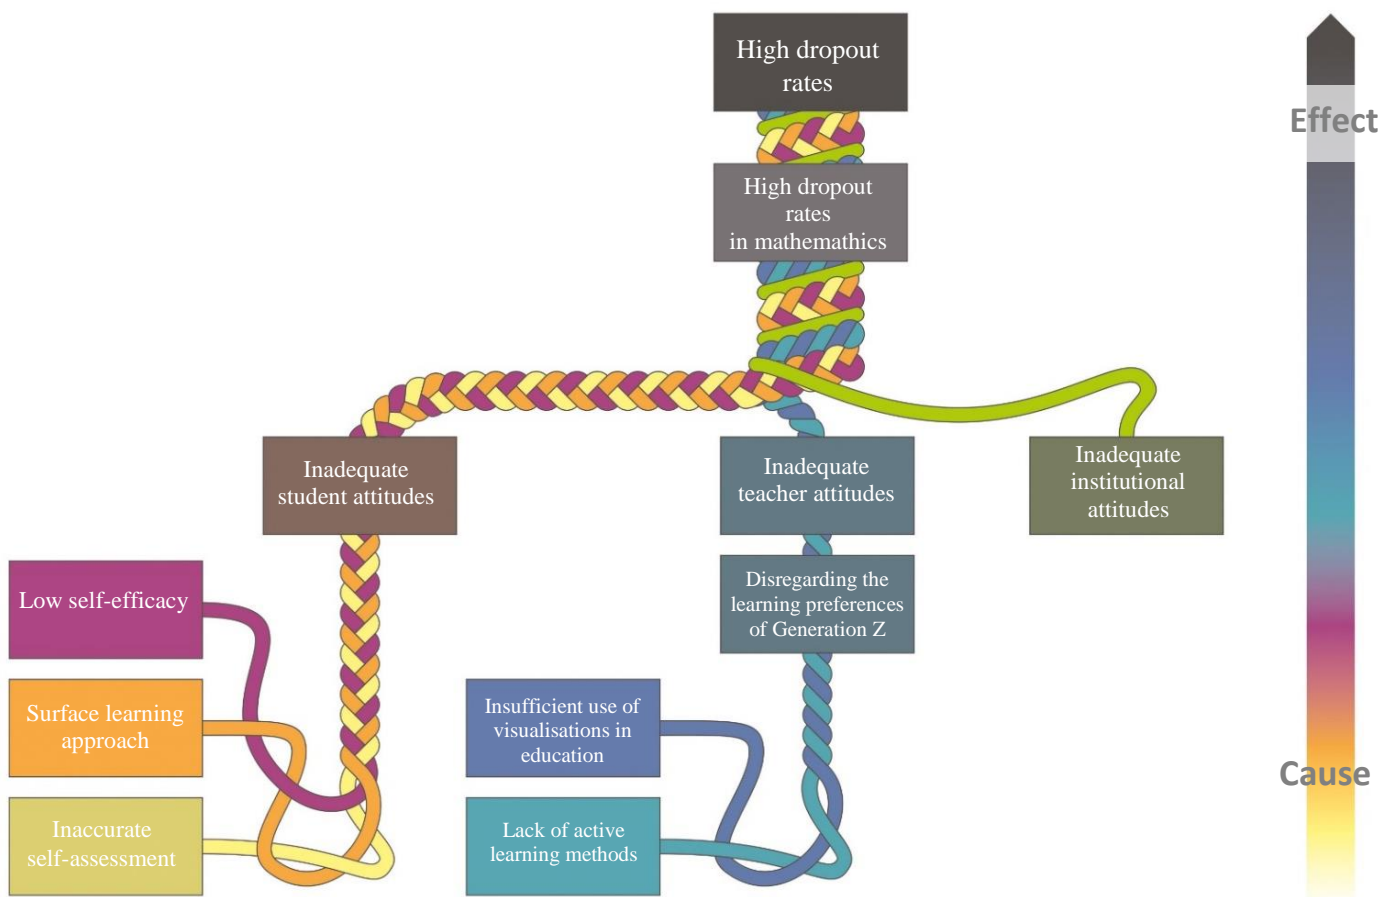 High dropout
rates
Effect
High dropout
rates
in mathemathics
Inadequate
student attitudes
Inadequate
teacher attitudes
Inadequate
institutional
attitudes
Low self-efficacy
Disregarding the
learning preferences
of Generation Z
Surface learning
approach
Insufficient use of
visualisations in
education
Cause
Inaccurate
self-assessment
Lack of active
learning methods